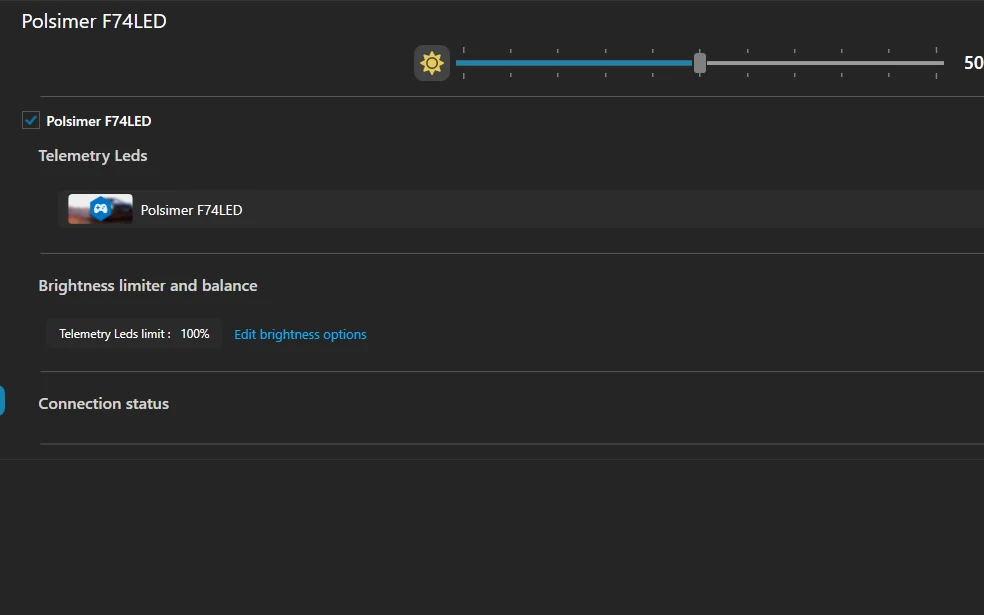 Polsimer F74LED
50
Polsimer F74LED
Telemetry Leds
Polsimer F74LED
Brightness limiter and balance
Telemetry Leds limit : 100% Edit brightness options
Connection status